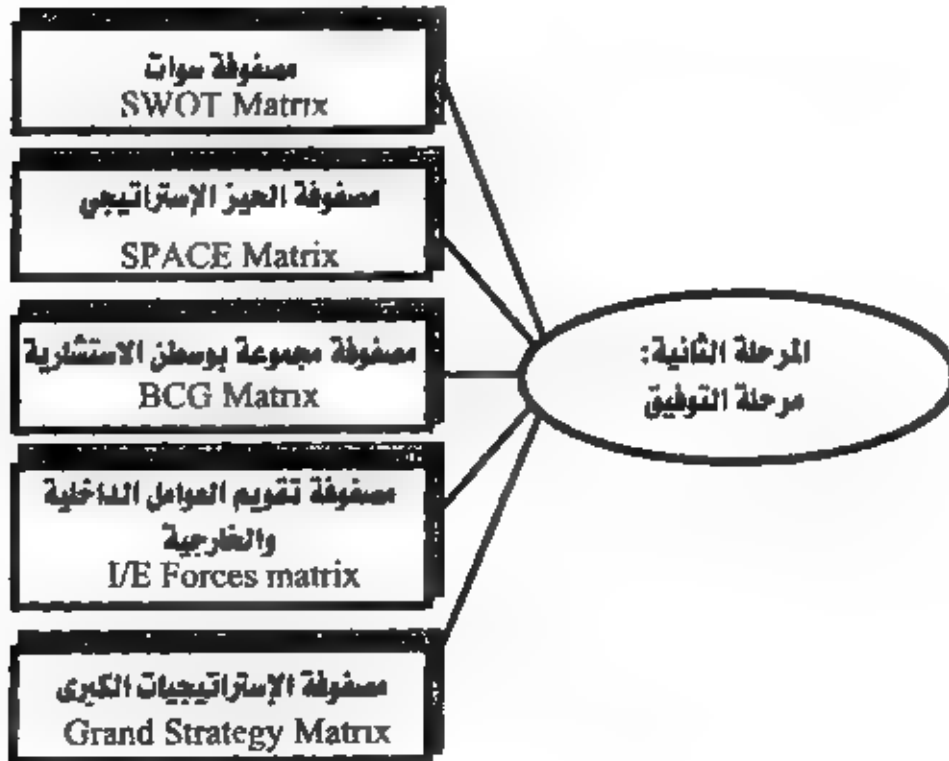 مصفوفة سوات
SWOT Matrix
مصفوفة الحيز الإستراتيجي
SPACE Matrix
مصفوفة مجموعة بوسطن الاستشارية
BCG Matrix
مصفوفة تقويم العوامل الداخلية
والخارجية
I/E Forces matrix
مصفوفة الإستراتيجيات الكبرى
Grand Strategy Matrix
المرحلة الثانية:
مرحلة التوفيق